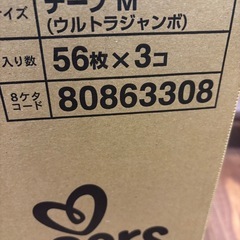 サイズ テープM
(ウルトラジャンボ)
入り数 56枚×3コ
8ケタ
コード 80863308